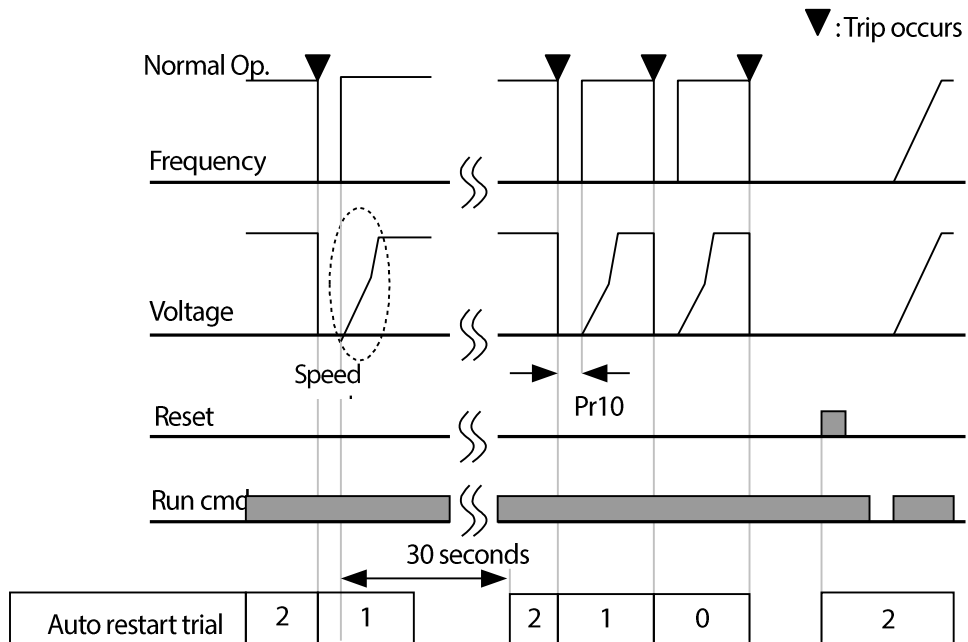 ▼ : Trip occurs
Normal Op.
Frequency
Voltage
Speed
Pr10
Reset
Run cmd
30 seconds
Auto restart trial 2 1 2 1 0 2